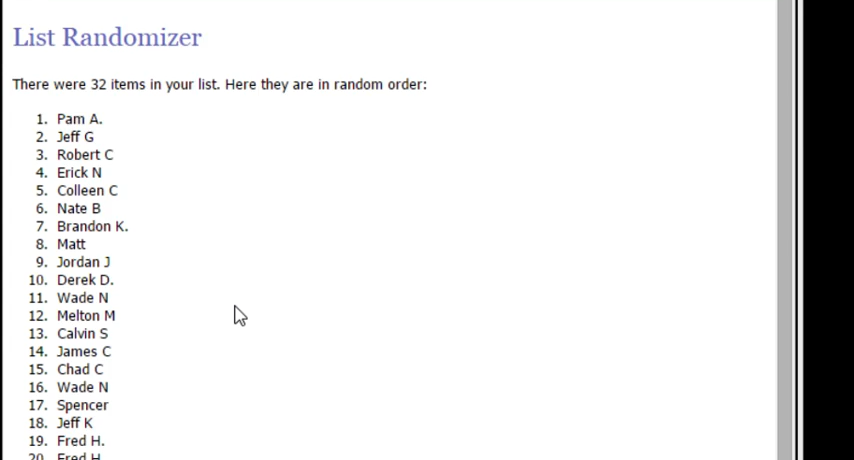 List Randomizer
There were 32 items in your list. Here they are in random order:
1. Pam A.
2. Jeff G
3. Robert C
4. Erick N
5. Colleen C
6. Nate B
7. Brandon K.
8. Matt
9. Jordan J
10. Derek D.
11. Wade N
12. Melton M
13. Calvin S
14. James C
15. Chad C
16. Wade N
17. Spencer
18. Jeff K
19. Fred H.
20. Fred H